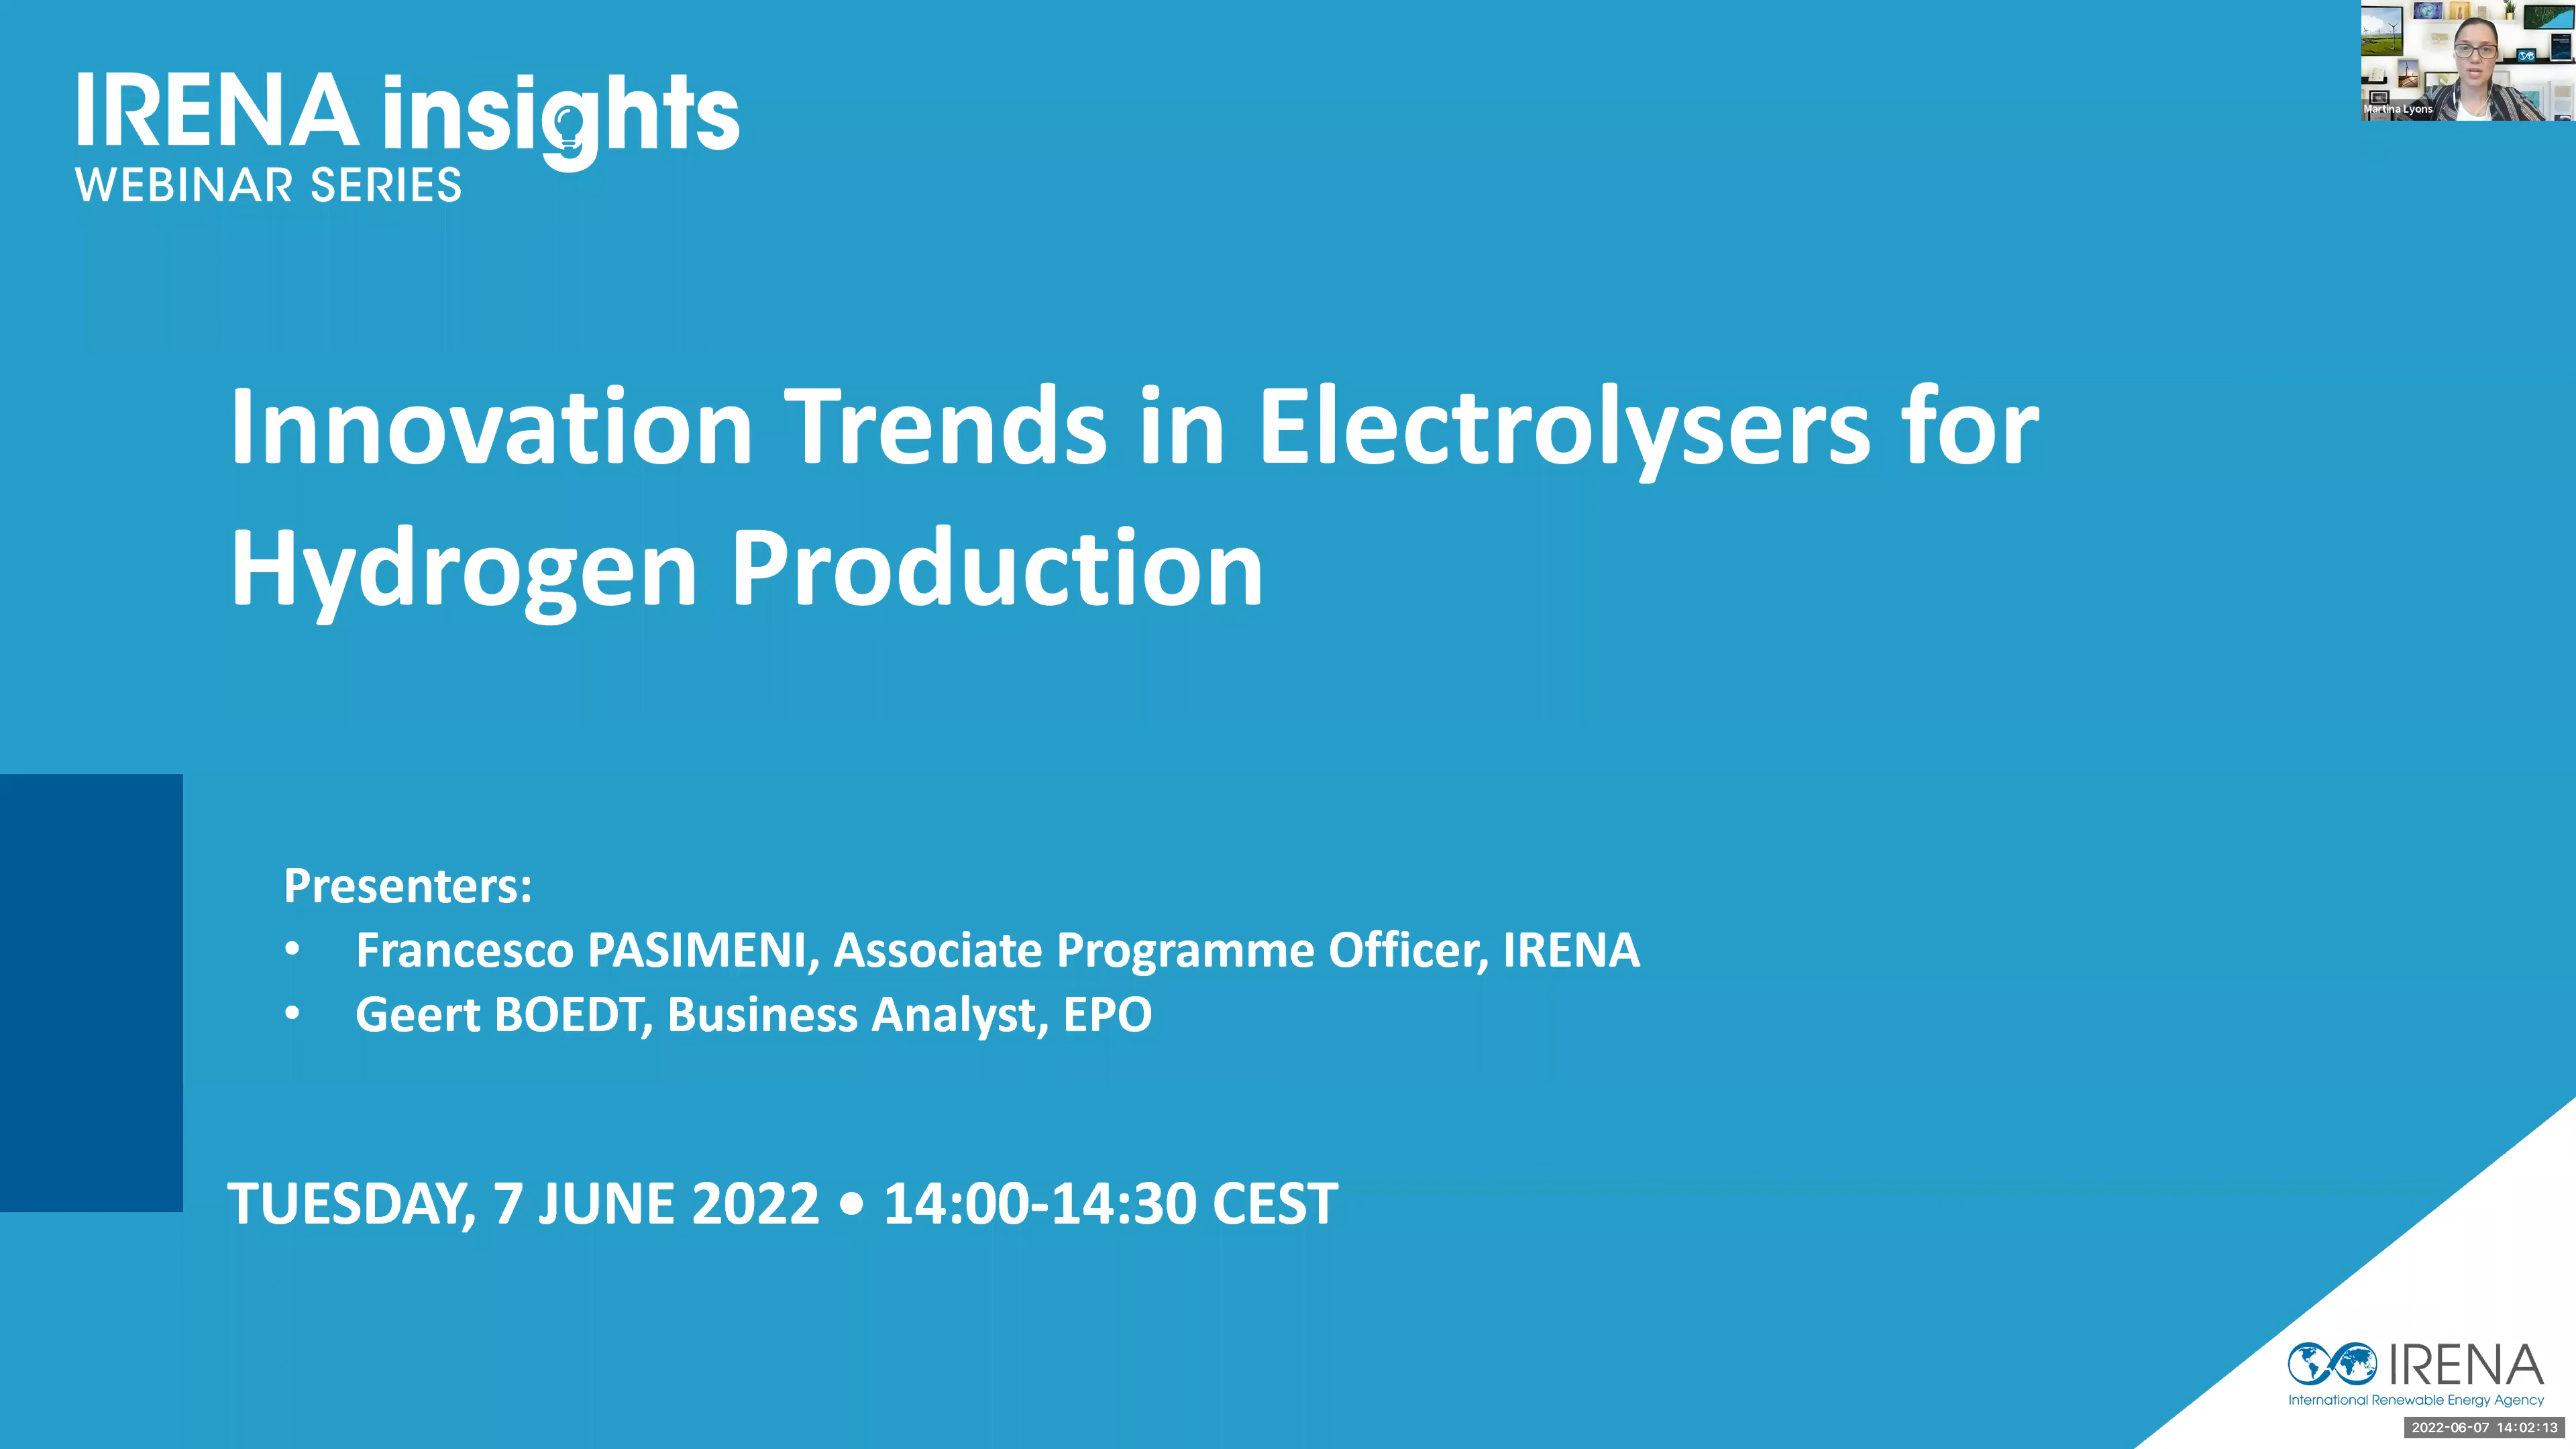 IRENA insights
WEBINAR SERIES
Martina Lyons
Innovation Trends in Electrolysers for
Hydrogen Production
Presenters:
• Francesco PASIMENI, Associate Programme Officer, IRENA
• Geert BOEDT, Business Analyst, EPO
TUESDAY, 7 JUNE 2022 • 14:00-14:30 CEST
IRENA
International Renewable Energy Agency
2022-06-07 14:02:13